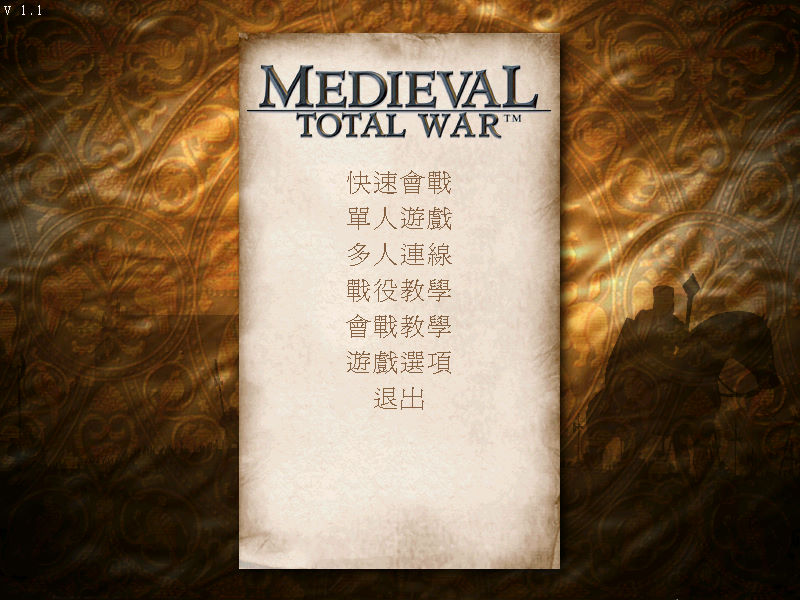 V 1.1
MEDIEVAL
TOTAL WAR™
快速會戰
單人遊戲
多人連線
戰役教學
會戰教學
遊戲選項
退出